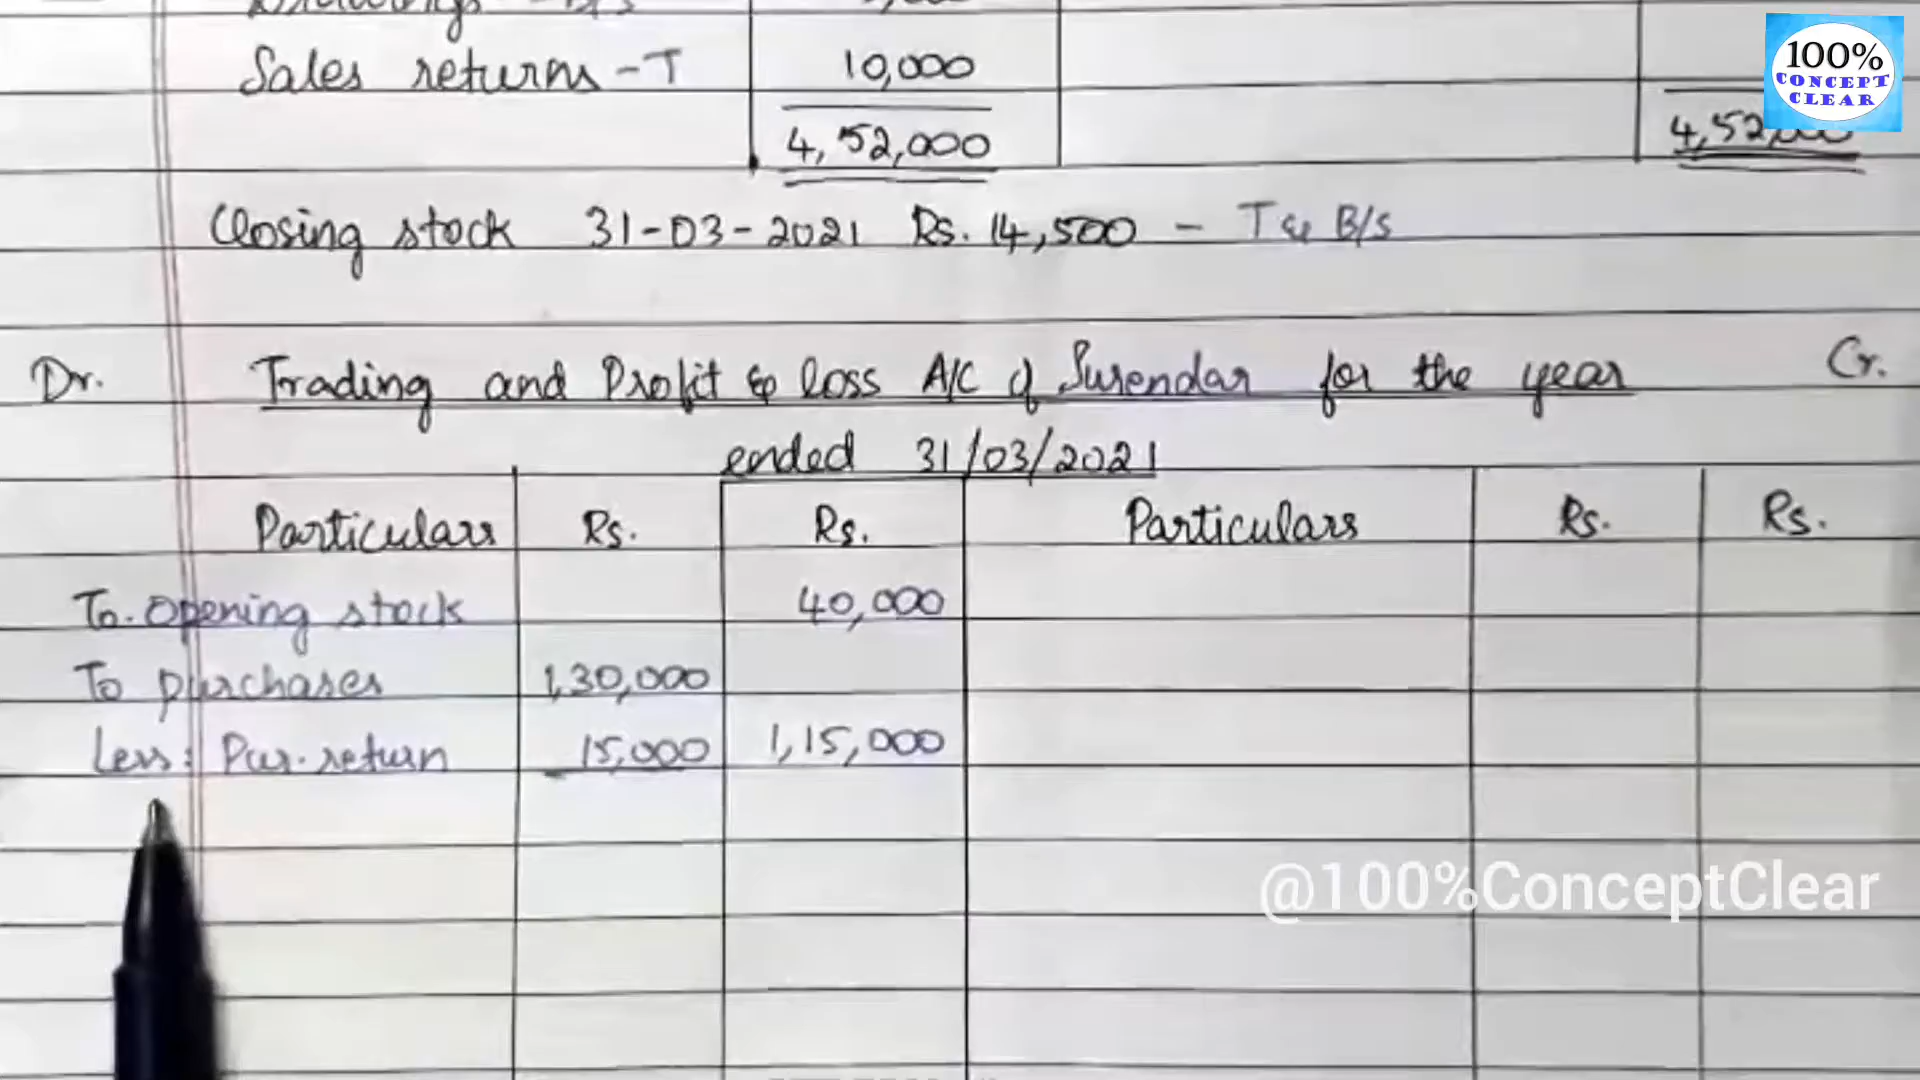 Sales returns - T 10,000
4,52,000 4,52,000
Closing stock 31-03-2021 Rs. 14,500 - T & B/S
Dr. Trading and Profit & loss A/C of Surendar for the year Cr.
ended 31/03/2021
Particulars Rs. Rs. Particulars Rs. Rs.
To. Opening stock 40,000
To purchases 1,30,000
Less: Pur. return 15,000 1,15,000
100%
CONCEPT
CLEAR
@100%ConceptClear